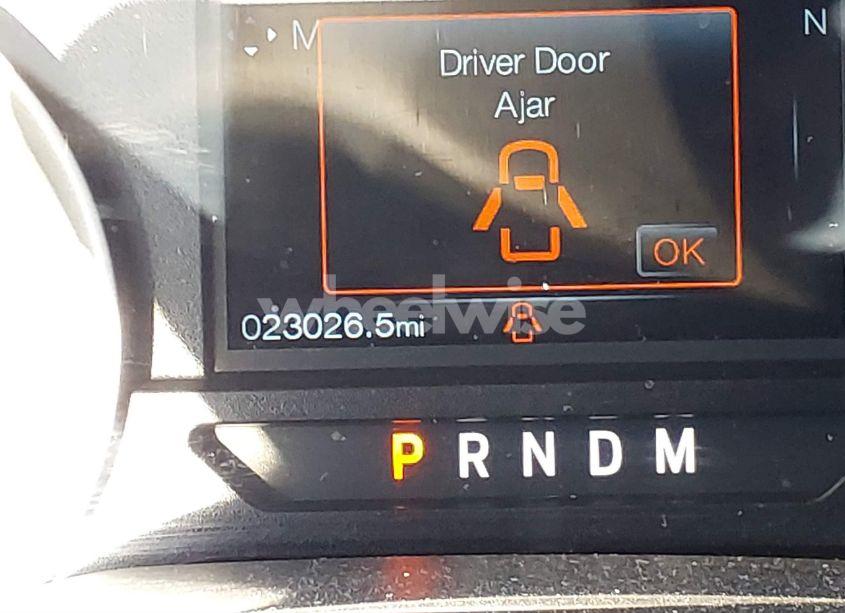 M
N
Driver Door
Ajar
OK
wheelwise
023026.5mi
P R N D M